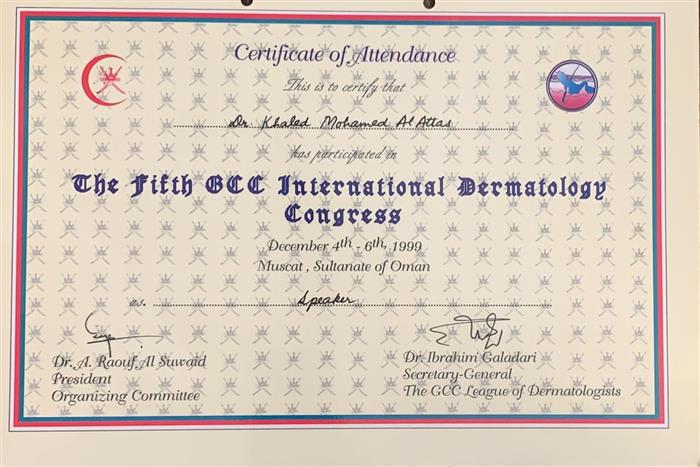 Certificate of Attendance
This is to certify that
Dr. Khaled Mohamed Al Attas
has participated in
The Fifth GCC International Dermatology
Congress
December 4th - 6th, 1999
Muscat, Sultanate of Oman
as. Speaker
Dr. A. Raouf Al Suwaid
President
Organizing Committee
Dr. Ibrahim Galadari
Secretary-General
The GCC League of Dermatologists